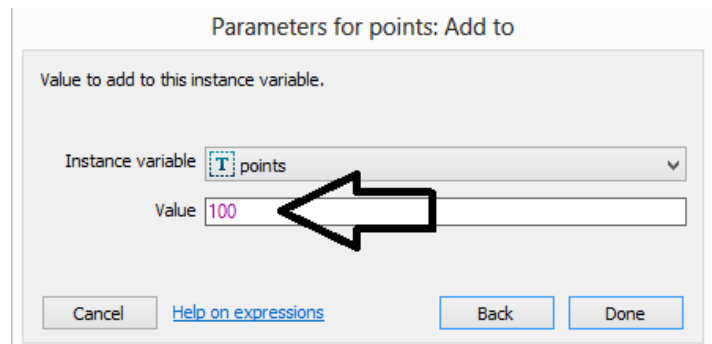 Parameters for points: Add to
Value to add to this instance variable.
Instance variable T points
Value 100
Cancel Help on expressions Back Done